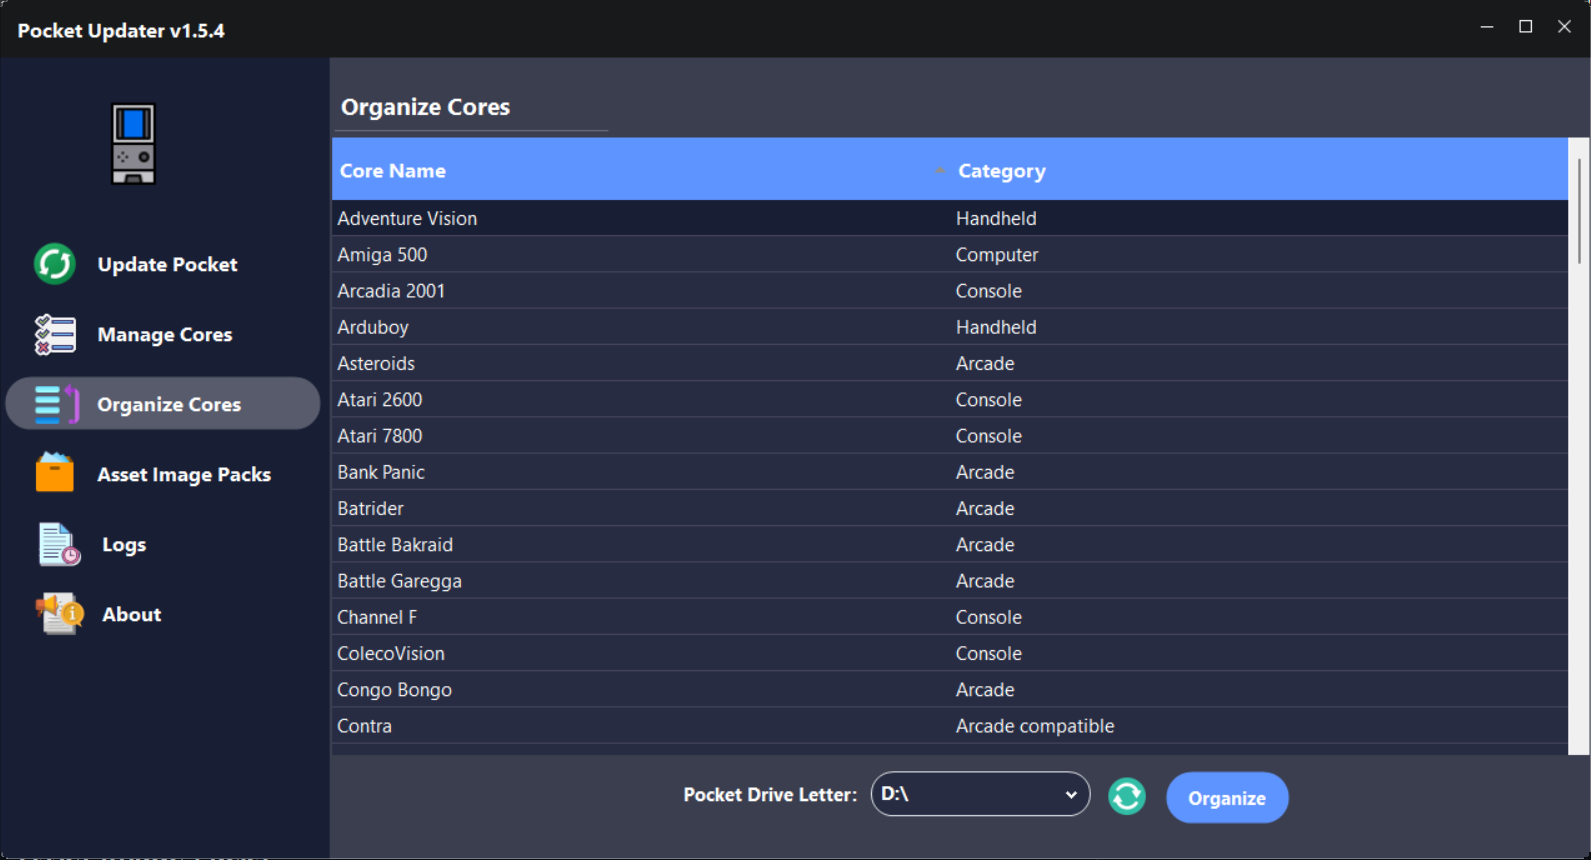 Pocket Updater v1.5.4
Update Pocket
Manage Cores
Organize Cores
Asset Image Packs
Logs
About
Organize Cores
Core Name Category
Adventure Vision Handheld
Amiga 500 Computer
Arcadia 2001 Console
Arduboy Handheld
Asteroids Arcade
Atari 2600 Console
Atari 7800 Console
Bank Panic Arcade
Batrider Arcade
Battle Bakraid Arcade
Battle Garegga Arcade
Channel F Console
ColecoVision Console
Congo Bongo Arcade
Contra Arcade compatible
Pocket Drive Letter: D:\ Organize